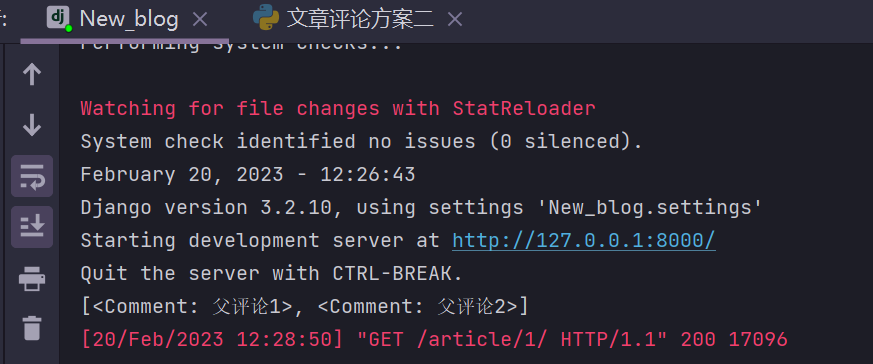 New_blog
文章评论方案二
Performing system checks...
Watching for file changes with StatReloader
System check identified no issues (0 silenced).
February 20, 2023 - 12:26:43
Django version 3.2.10, using settings 'New_blog.settings'
Starting development server at http://127.0.0.1:8000/
Quit the server with CTRL-BREAK.
[<Comment: 父评论1>, <Comment: 父评论2>]
[20/Feb/2023 12:28:50] "GET /article/1/ HTTP/1.1" 200 17096